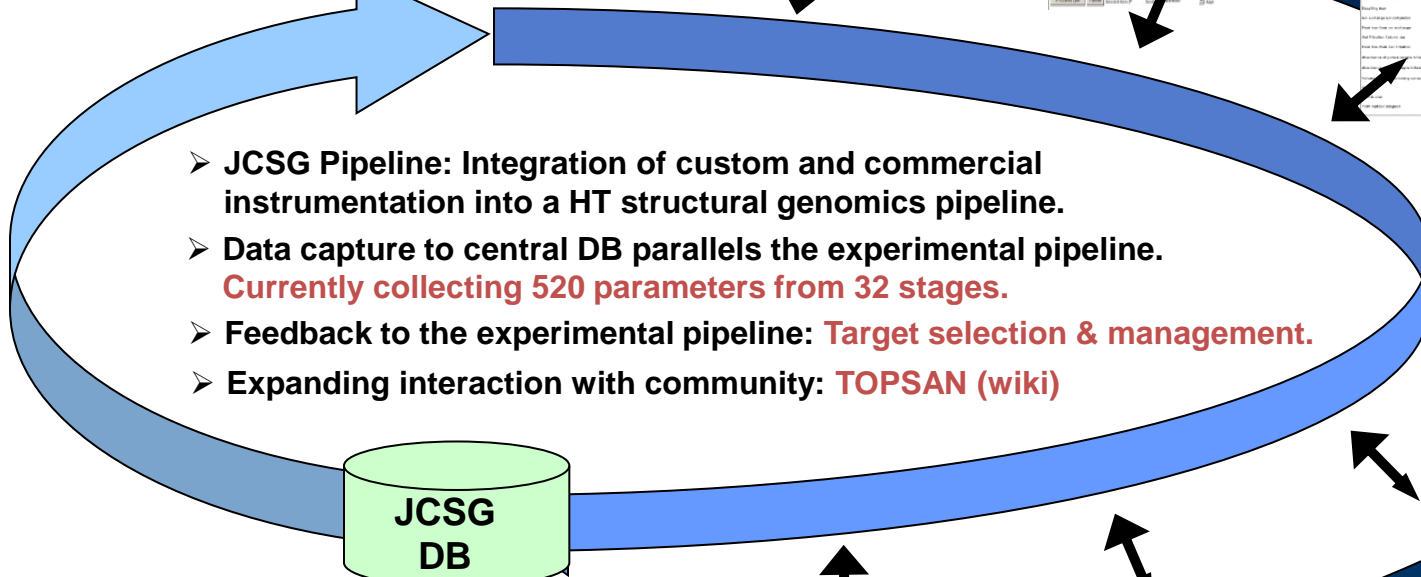 ➢ JCSG Pipeline: Integration of custom and commercial
instrumentation into a HT structural genomics pipeline.
➢ Data capture to central DB parallels the experimental pipeline.
Currently collecting 520 parameters from 32 stages.
➢ Feedback to the experimental pipeline: Target selection & management.
➢ Expanding interaction with community: TOPSAN (wiki)
JCSG
DB